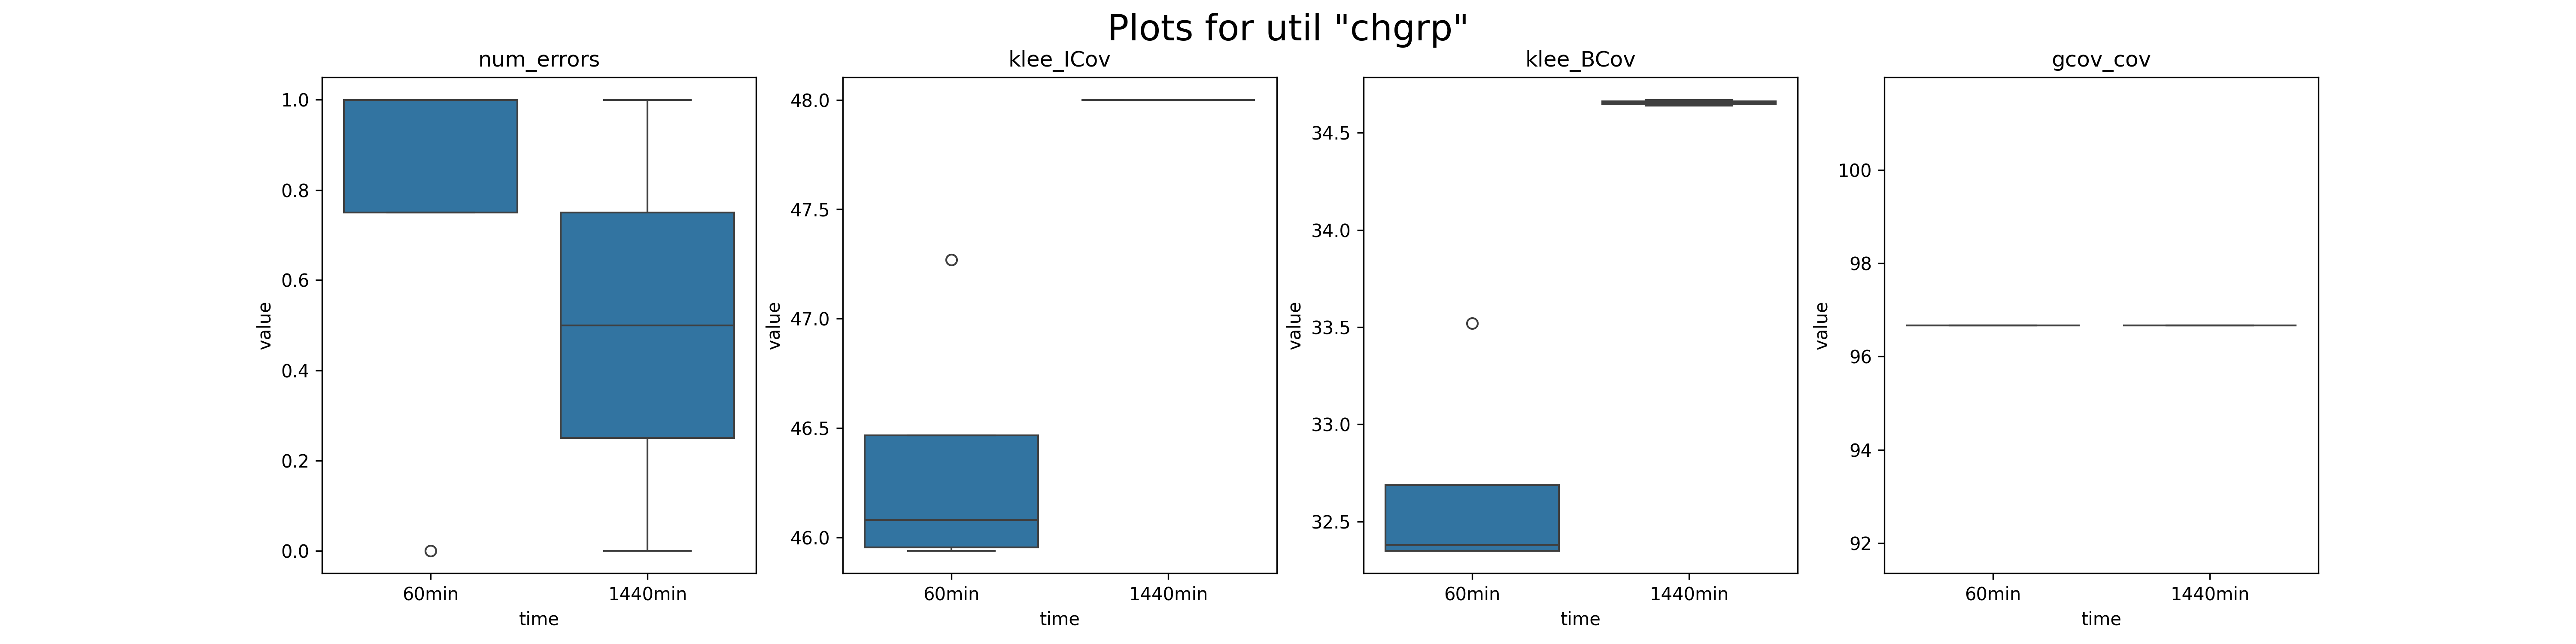 Plots for util "chgrp"
num_errors
1.0
0.8
0.6
0.4
0.2
0.0
value
60min 1440min
time
klee_ICov
48.0
47.5
47.0
46.5
46.0
value
60min 1440min
time
klee_BCov
34.5
34.0
33.5
33.0
32.5
value
60min 1440min
time
gcov_cov
100
98
96
94
92
value
60min 1440min
time